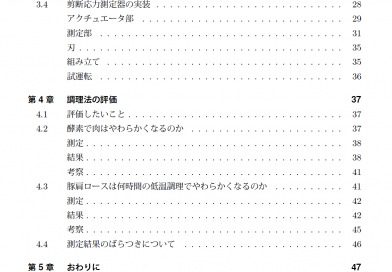 3.4 剪断応力測定器の実装 . . . . . . . . . . . . . . . . . . . . 28
アクチュエータ部 . . . . . . . . . . . . . . . . . . . . 29
測定部 . . . . . . . . . . . . . . . . . . . . 31
刃 . . . . . . . . . . . . . . . . . . . . 35
組み立て . . . . . . . . . . . . . . . . . . . . 35
試運転 . . . . . . . . . . . . . . . . . . . . 36
第4章 調理法の評価 37
4.1 評価したいこと . . . . . . . . . . . . . . . . . . . . 37
4.2 酵素で肉はやわらかくなるのか . . . . . . . . . . . . . . . . 37
測定 . . . . . . . . . . . . . . . . . . . . 38
結果 . . . . . . . . . . . . . . . . . . . . 38
考察 . . . . . . . . . . . . . . . . . . . . 41
4.3 豚肩ロースは何時間の低温調理でやわらかくなるのか . . . . . . . . 41
測定 . . . . . . . . . . . . . . . . . . . . 42
結果 . . . . . . . . . . . . . . . . . . . . 42
考察 . . . . . . . . . . . . . . . . . . . . 45
4.4 測定結果のばらつきについて . . . . . . . . . . . . . . . . 46
第5章 おわりに 47